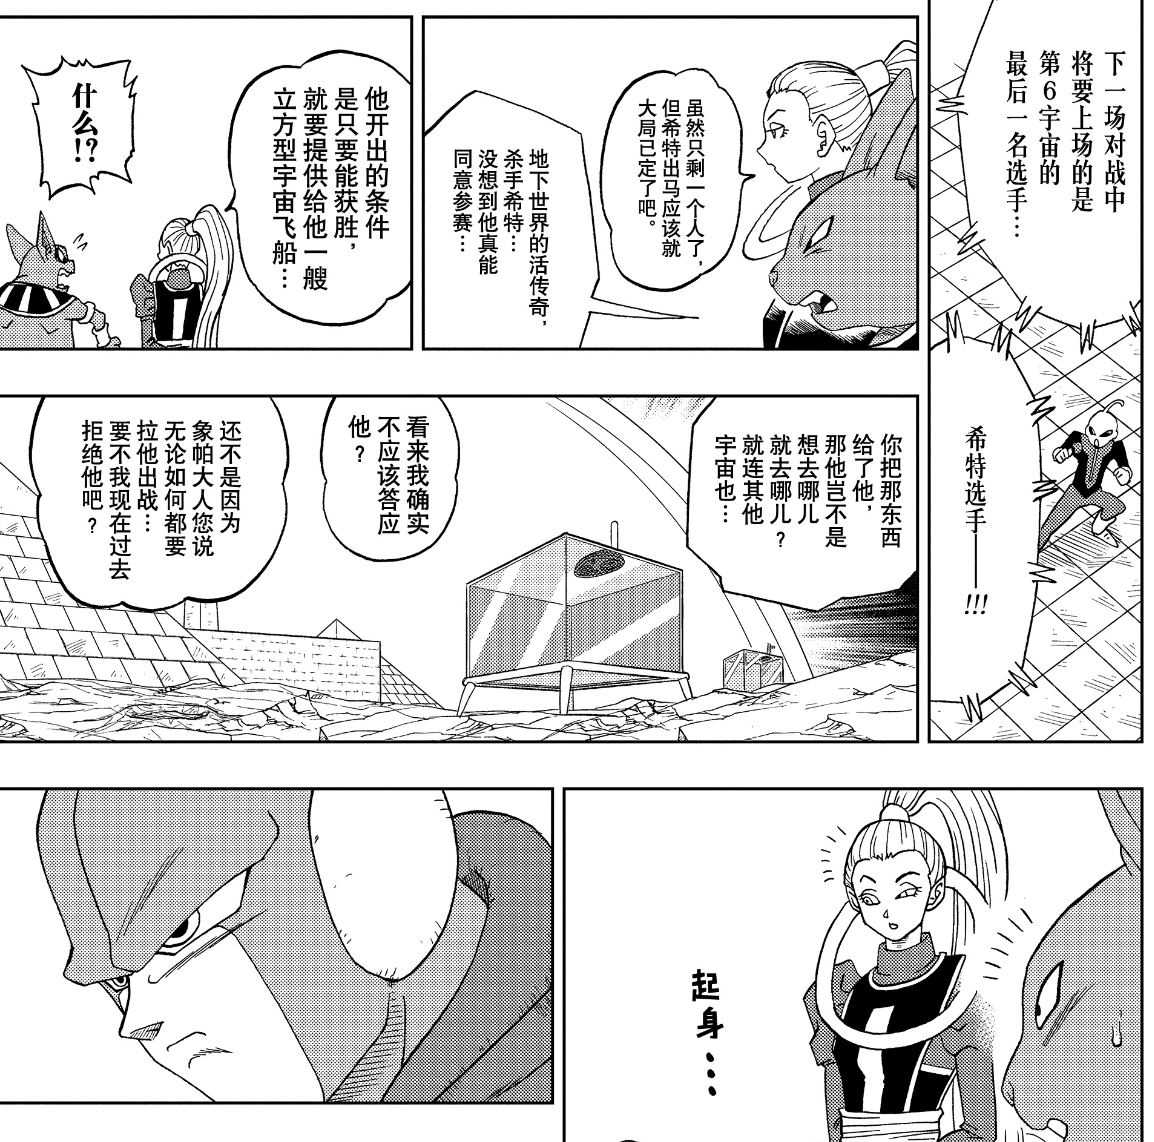 下一场对战中
将要上场的是
第6宇宙的
最后一名选手…
希特选手——!!!
虽然只剩一个人了，
但希特出马应该就
大局已定了吧。
地下世界的活传奇，
杀手希特…
没想到他真能
同意参赛…
他开出的条件
是只要能获胜，
就要提供给他一艘
立方型宇宙飞船…
什么!?
你把那东西
给了他，
那他岂不是
想去哪儿
就去哪儿？
就连其他
宇宙也…
看来我确实
不应该答应
他？
还不是因为
象帕大人您说
无论如何都要
拉他出战…
要不我现在过去
拒绝他吧？
起身…